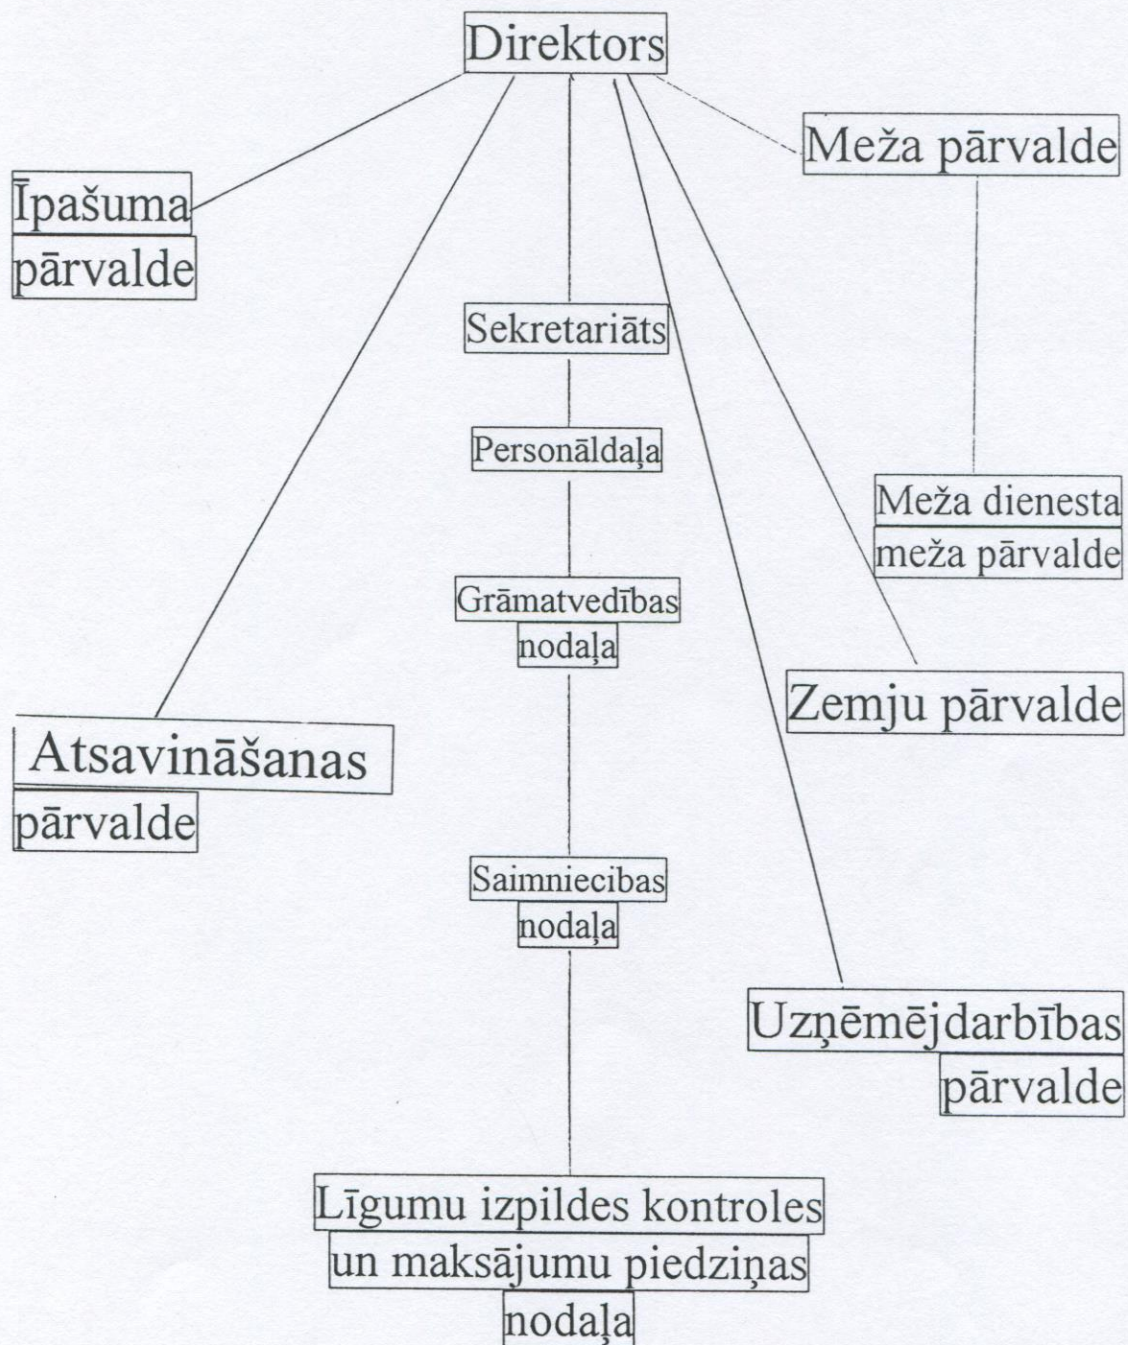 Direktors
Meža pārvalde
Īpašuma
pārvalde
Sekretariāts
Personāldaļa
Meža dienesta
meža pārvalde
Grāmatvedības
nodaļa
Zemju pārvalde
Atsavināšanas
pārvalde
Saimniecības
nodaļa
Uzņēmējdarbības
pārvalde
Līgumu izpildes kontroles
un maksājumu piedziņas
nodaļa